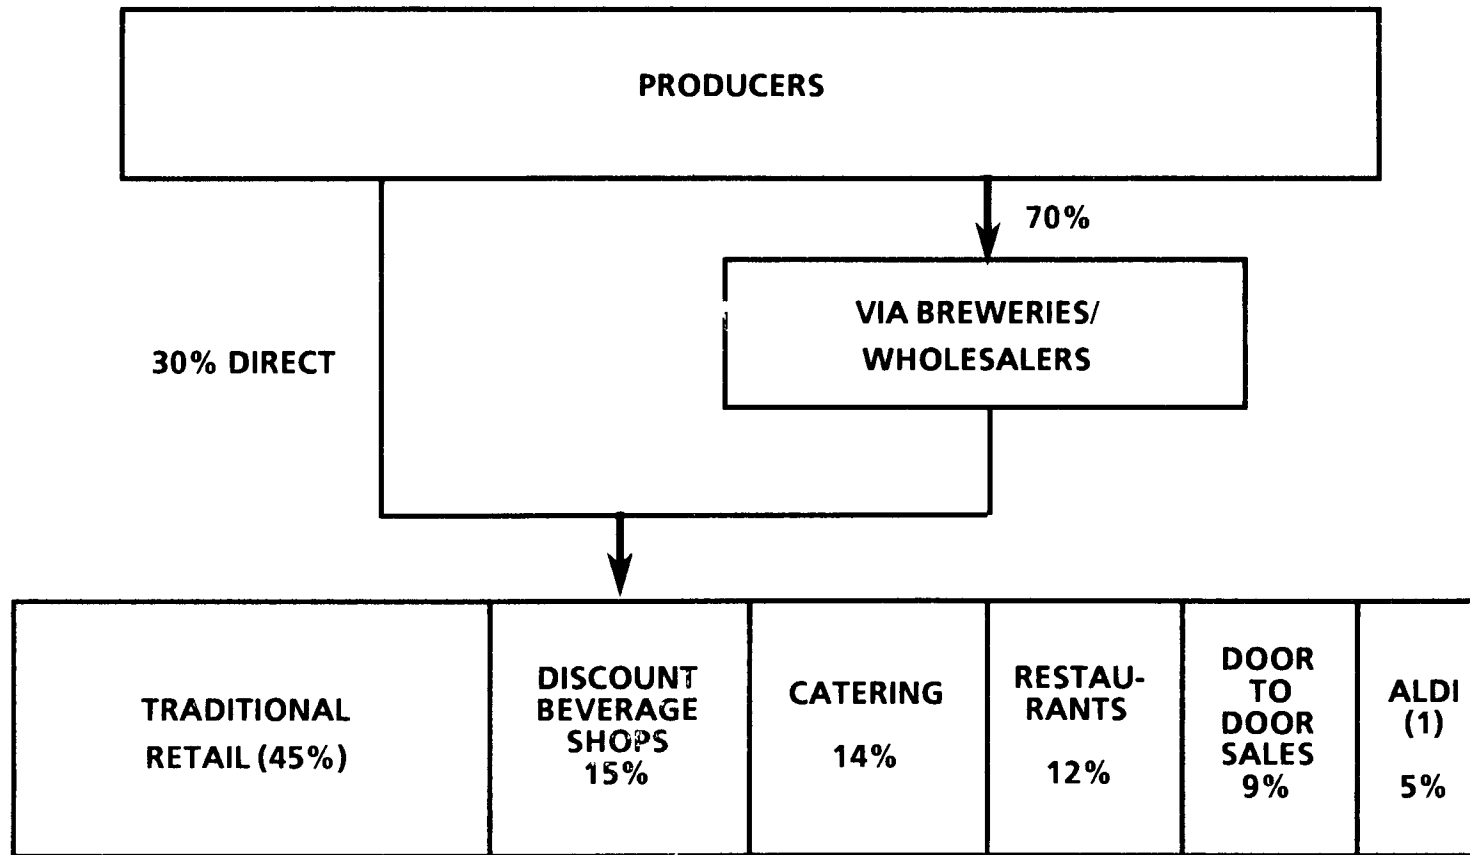 PRODUCERS
70%
VIA BREWERIES/
WHOLESALERS
30% DIRECT
TRADITIONAL
RETAIL (45%)
DISCOUNT
BEVERAGE
SHOPS
15%
CATERING
14%
RESTAU-
RANTS
12%
DOOR
TO
DOOR
SALES
9%
ALDI
(1)
5%